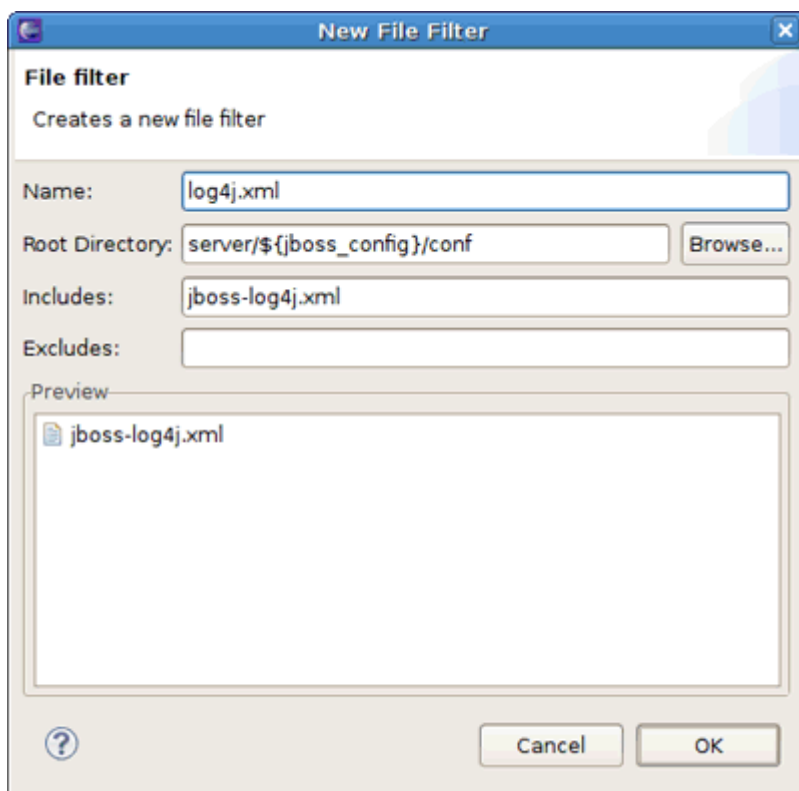 New File Filter
File filter
Creates a new file filter
Name: log4j.xml
Root Directory: server/${jboss_config}/conf Browse...
Includes: jboss-log4j.xml
Excludes:
Preview
jboss-log4j.xml
? Cancel OK